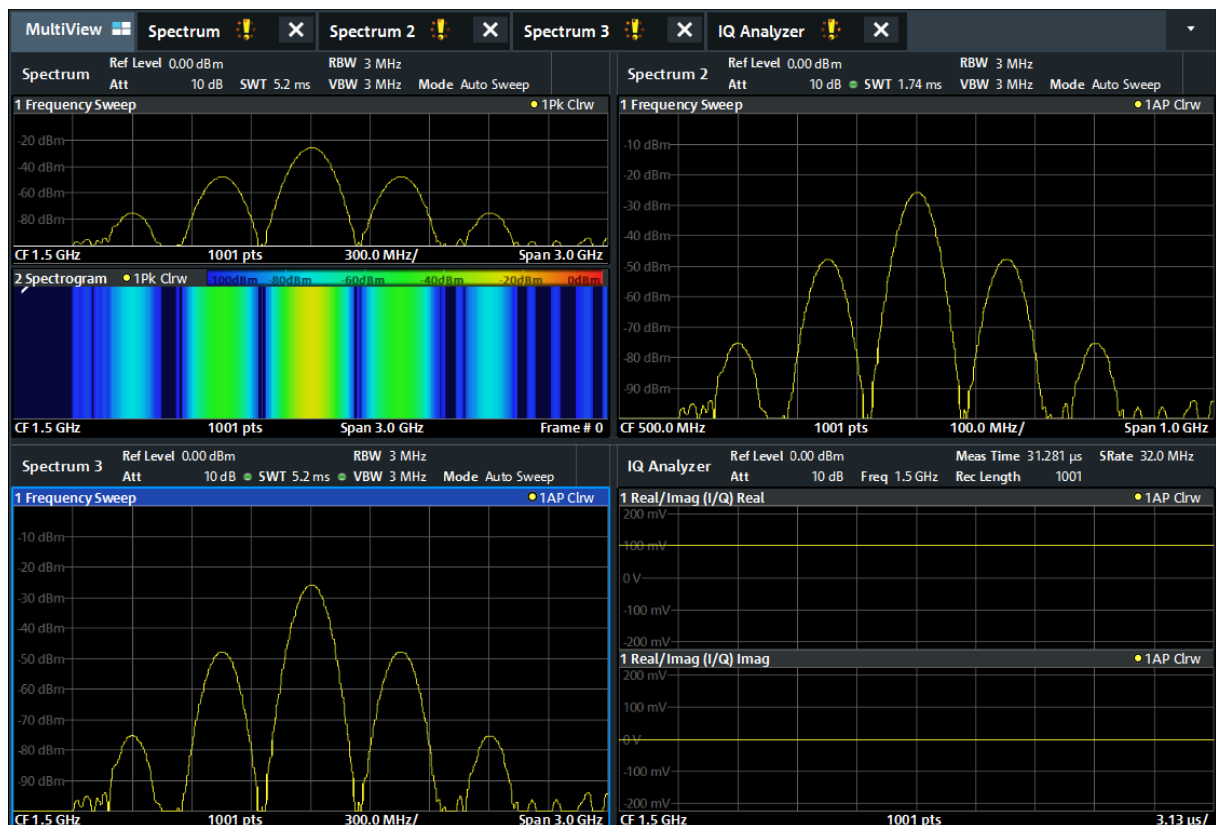 MultiView Spectrum Spectrum 2 Spectrum 3 IQ Analyzer
Spectrum
Ref Level 0.00 dBm RBW 3 MHz
Att 10 dB SWT 5.2 ms VBW 3 MHz Mode Auto Sweep
1 Frequency Sweep 1Pk Clrw
-20 dBm
-40 dBm
-60 dBm
-80 dBm
CF 1.5 GHz 1001 pts 300.0 MHz/ Span 3.0 GHz
2 Spectrogram 1Pk Clrw -100dBm -80dBm -60dBm -40dBm -20dBm 0dBm
CF 1.5 GHz 1001 pts Span 3.0 GHz Frame # 0
Spectrum 2
Ref Level 0.00 dBm RBW 3 MHz
Att 10 dB SWT 1.74 ms VBW 3 MHz Mode Auto Sweep
1 Frequency Sweep 1AP Clrw
-10 dBm
-20 dBm
-30 dBm
-40 dBm
-50 dBm
-60 dBm
-70 dBm
-80 dBm
-90 dBm
CF 500.0 MHz 1001 pts 100.0 MHz/ Span 1.0 GHz
Spectrum 3
Ref Level 0.00 dBm RBW 3 MHz
Att 10 dB SWT 5.2 ms VBW 3 MHz Mode Auto Sweep
1 Frequency Sweep 1AP Clrw
-10 dBm
-20 dBm
-30 dBm
-40 dBm
-50 dBm
-60 dBm
-70 dBm
-80 dBm
-90 dBm
CF 1.5 GHz 1001 pts 300.0 MHz/ Span 3.0 GHz
IQ Analyzer
Ref Level 0.00 dBm Meas Time 31.281 µs SRate 32.0 MHz
Att 10 dB Freq 1.5 GHz Rec Length 1001
1 Real/Imag (I/Q) Real 1AP Clrw
200 mV
100 mV
0 V
-100 mV
-200 mV
1 Real/Imag (I/Q) Imag 1AP Clrw
200 mV
100 mV
0 V
-100 mV
-200 mV
CF 1.5 GHz 1001 pts 3.13 µs/